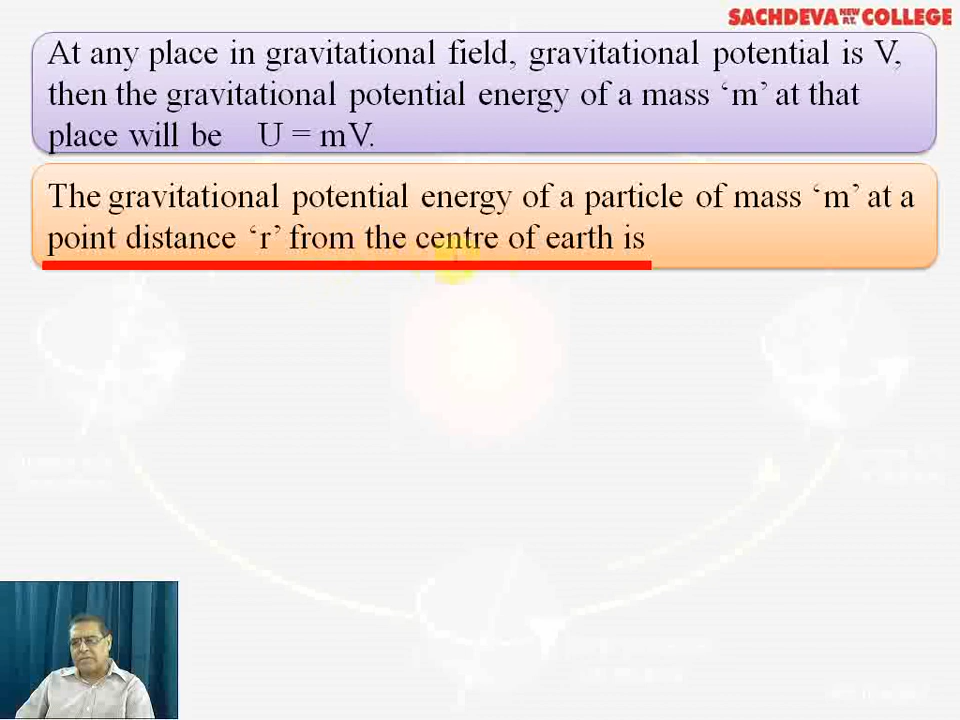 SACHDEVA NEW P.T. COLLEGE
At any place in gravitational field, gravitational potential is V,
then the gravitational potential energy of a mass ‘m’ at that
place will be U = mV.
The gravitational potential energy of a particle of mass ‘m’ at a
point distance ‘r’ from the centre of earth is